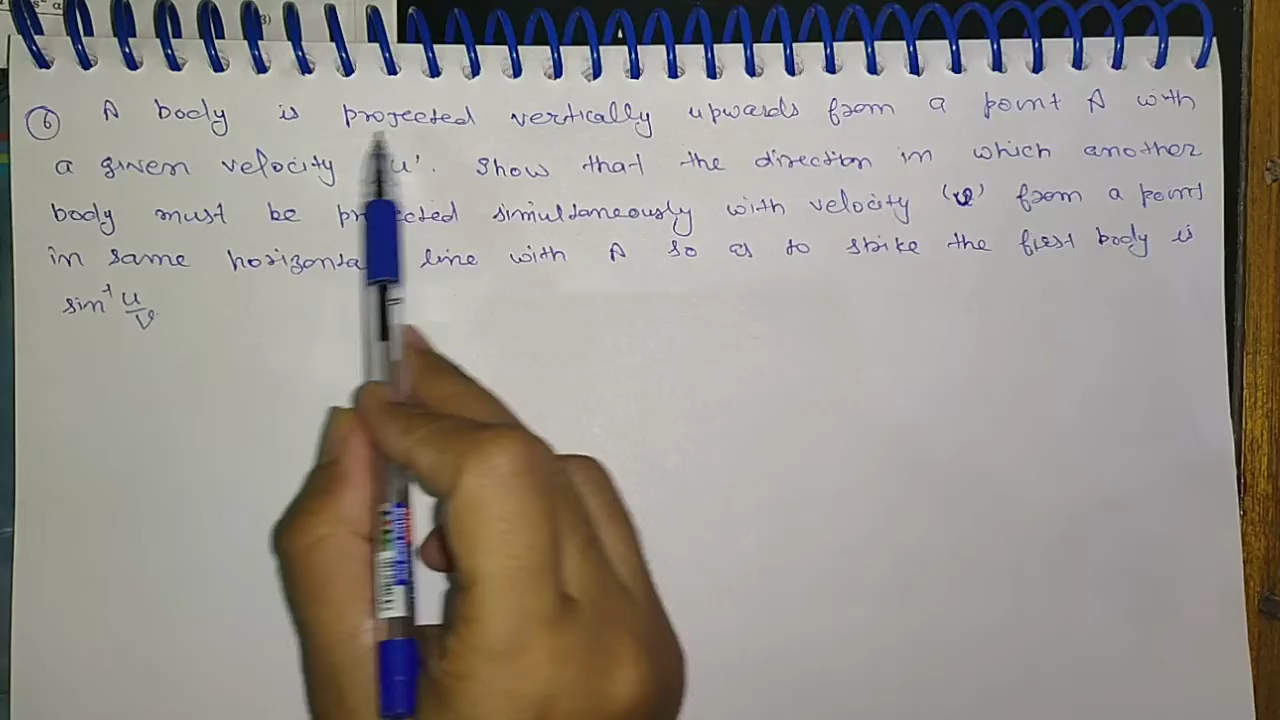 ⑥ A body is projected vertically upwards from a point A with
a given velocity 'u'. Show that the direction in which another
body must be projected simultaneously with velocity 'v' from a point
in same horizontal line with A so as to strike the first body is
sin⁻¹ u/v